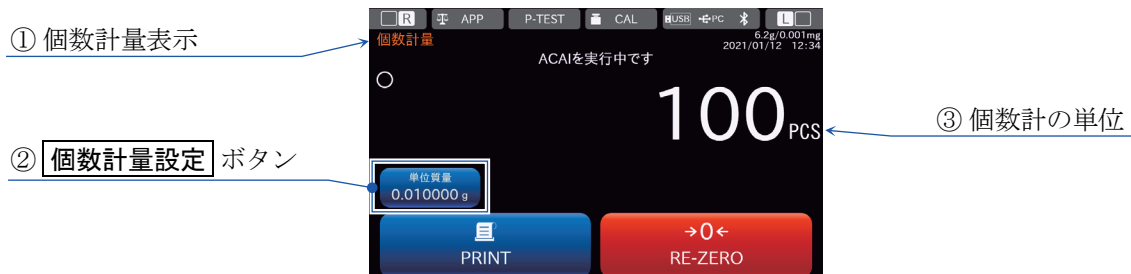 R APP P-TEST CAL USB PC L
① 個数計量表示
個数計量
6.2g/0.001mg
2021/01/12 12:34
ACAIを実行中です
100 PCS
③ 個数計の単位
② 個数計量設定 ボタン
単位質量
0.010000 g
PRINT
→0←
RE-ZERO